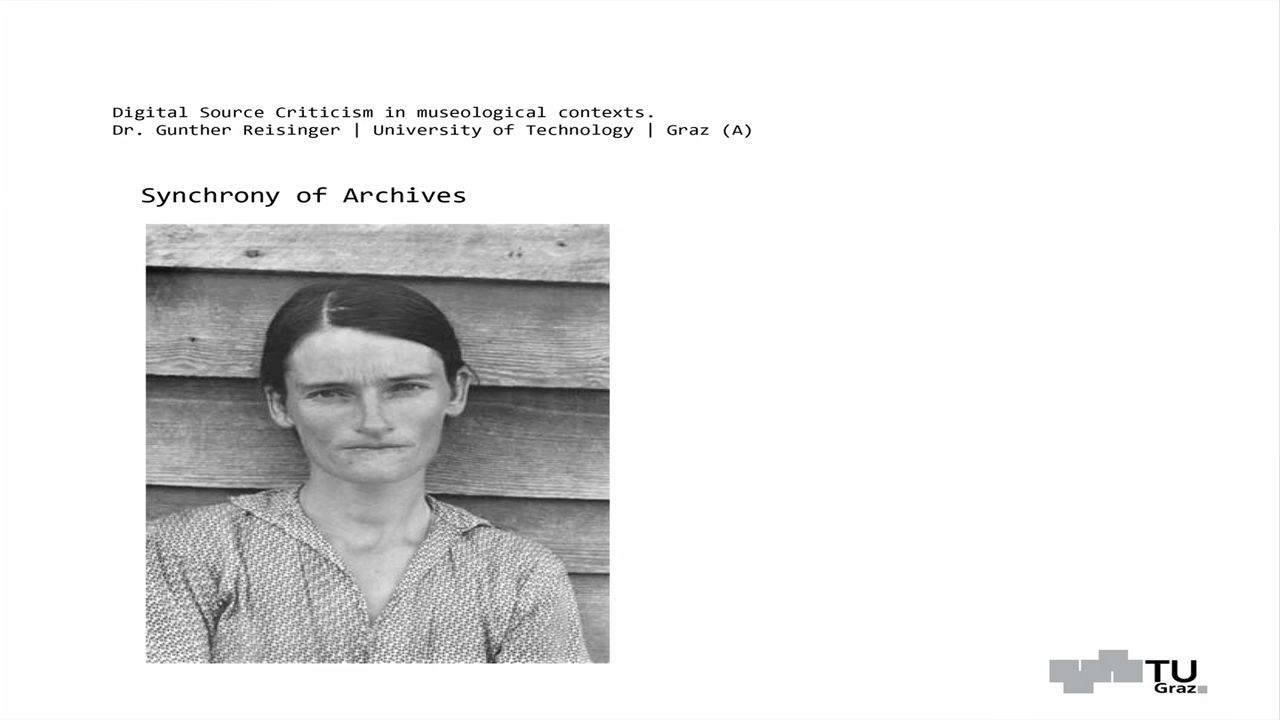 Digital Source Criticism in museological contexts.
Dr. Gunther Reisinger | University of Technology | Graz (A)
Synchrony of Archives
TU
Graz